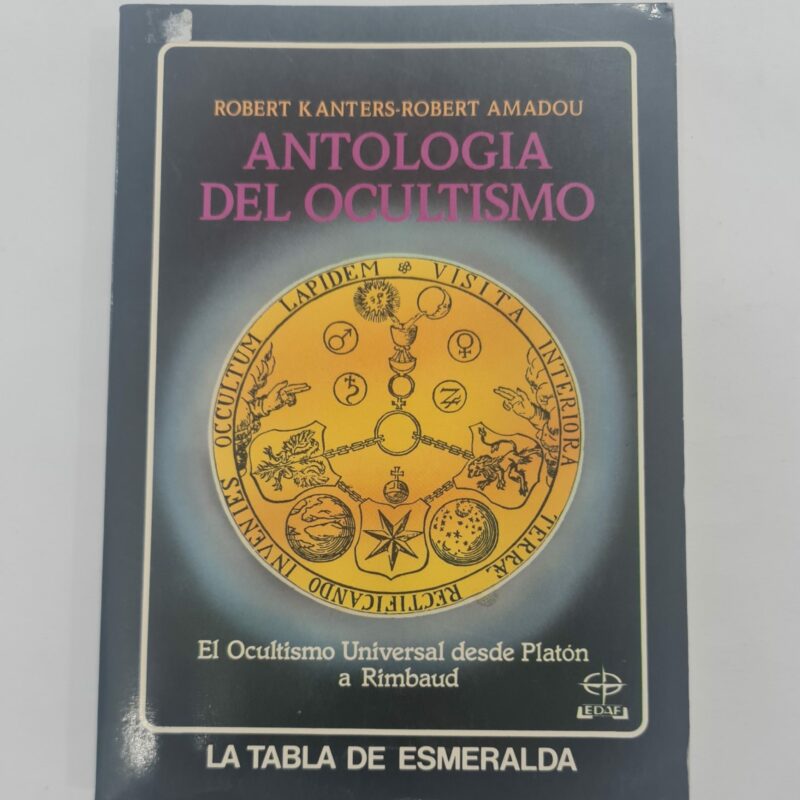 ROBERT KANTERS-ROBERT AMADOU
ANTOLOGIA
DEL OCULTISMO
VISITA INTERIORA TERRÆ RECTIFICANDO INVENIES OCCULTUM LAPIDEM
El Ocultismo Universal desde Platón
a Rimbaud
EDAF
LA TABLA DE ESMERALDA